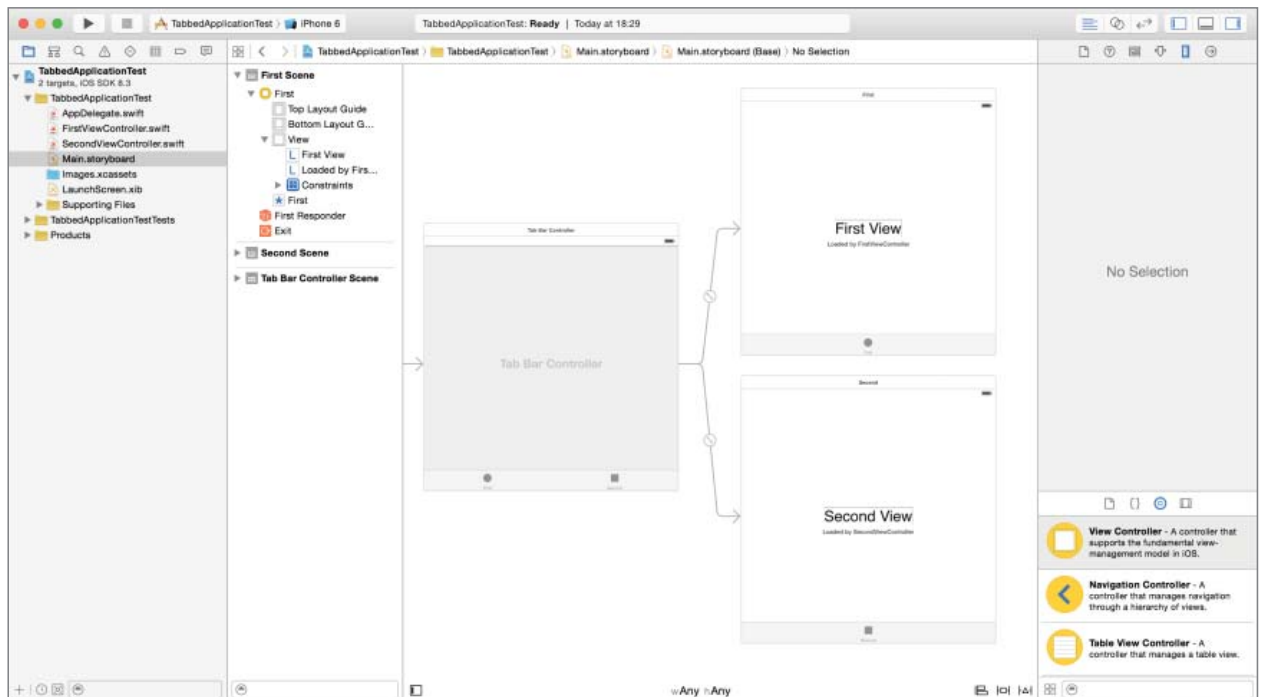 TabbedApplicationTest iPhone 6
TabbedApplicationTest: Ready | Today at 18:29
TabbedApplicationTest TabbedApplicationTest Main.storyboard Main.storyboard (Base) No Selection
TabbedApplicationTest
2 targets, iOS SDK 8.3
TabbedApplicationTest
AppDelegate.swift
FirstViewController.swift
SecondViewController.swift
Main.storyboard
Images.xcassets
LaunchScreen.xib
Supporting Files
TabbedApplicationTestTests
Products
First Scene
First
Top Layout Guide
Bottom Layout G...
View
First View
Loaded by Firs...
Constraints
First
First Responder
Exit
Second Scene
Tab Bar Controller Scene
Tab Bar Controller
Tab Bar Controller
First
First View
Loaded by FirstViewController
Second
Second View
Loaded by SecondViewController
wAny hAny
No Selection
View Controller - A controller that
supports the fundamental view-
management model in iOS.
Navigation Controller - A
controller that manages navigation
through a hierarchy of views.
Table View Controller - A
controller that manages a table view.